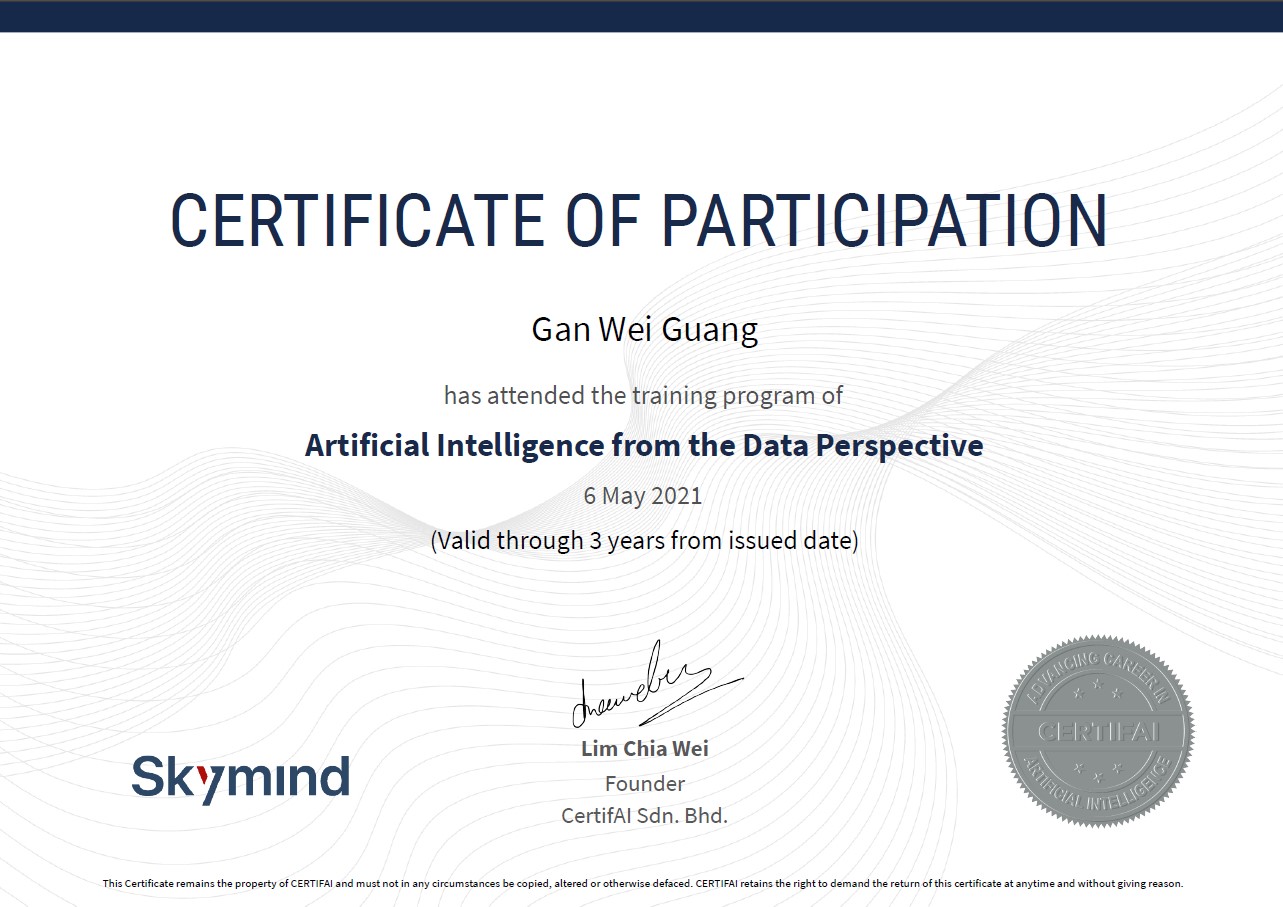 CERTIFICATE OF PARTICIPATION
Gan Wei Guang
has attended the training program of
Artificial Intelligence from the Data Perspective
6 May 2021
(Valid through 3 years from issued date)
Lim Chia Wei
Founder
CertifAI Sdn. Bhd.
Skymind
ADVANCING CAREER IN
CERTIFAI
ARTIFICIAL INTELLIGENCE
This Certificate remains the property of CERTIFAI and must not in any circumstances be copied, altered or otherwise defaced. CERTIFAI retains the right to demand the return of this certificate at anytime and without giving reason.